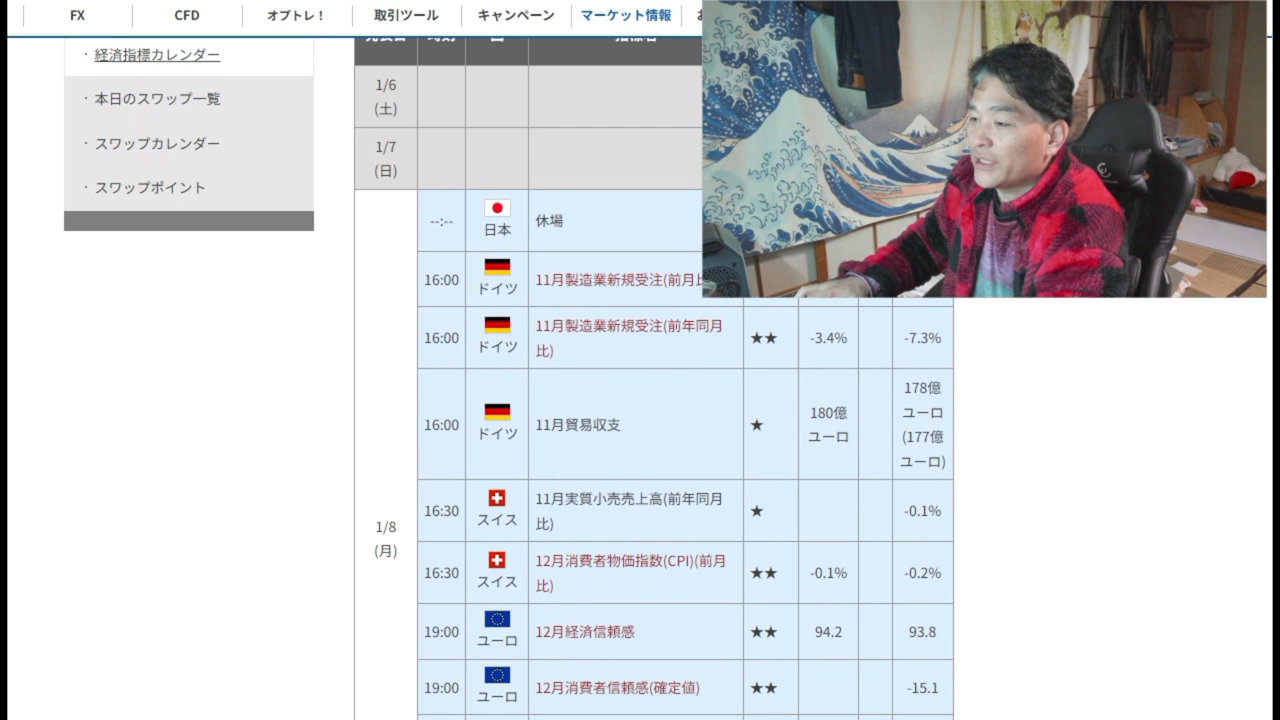 FX
CFD
オプトレ！
取引ツール
キャンペーン
マーケット情報
お
・経済指標カレンダー
・本日のスワップ一覧
・スワップカレンダー
・スワップポイント
1/6
(土)
1/7
(日)
1/8
(月)
--:--
日本
休場
16:00
ドイツ
11月製造業新規受注(前月比
16:00
ドイツ
11月製造業新規受注(前年同月
比)
★★
-3.4%
-7.3%
16:00
ドイツ
11月貿易収支
★
180億
ユーロ
178億
ユーロ
(177億
ユーロ)
16:30
スイス
11月実質小売売上高(前年同月
比)
★
-0.1%
16:30
スイス
12月消費者物価指数(CPI)(前月
比)
★★
-0.1%
-0.2%
19:00
ユーロ
12月経済信頼感
★★
94.2
93.8
19:00
ユーロ
12月消費者信頼感(確定値)
★★
-15.1